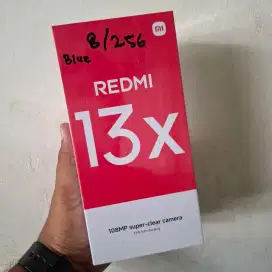 8/256
Blue
mi
REDMI
13x
108MP super-clear camera